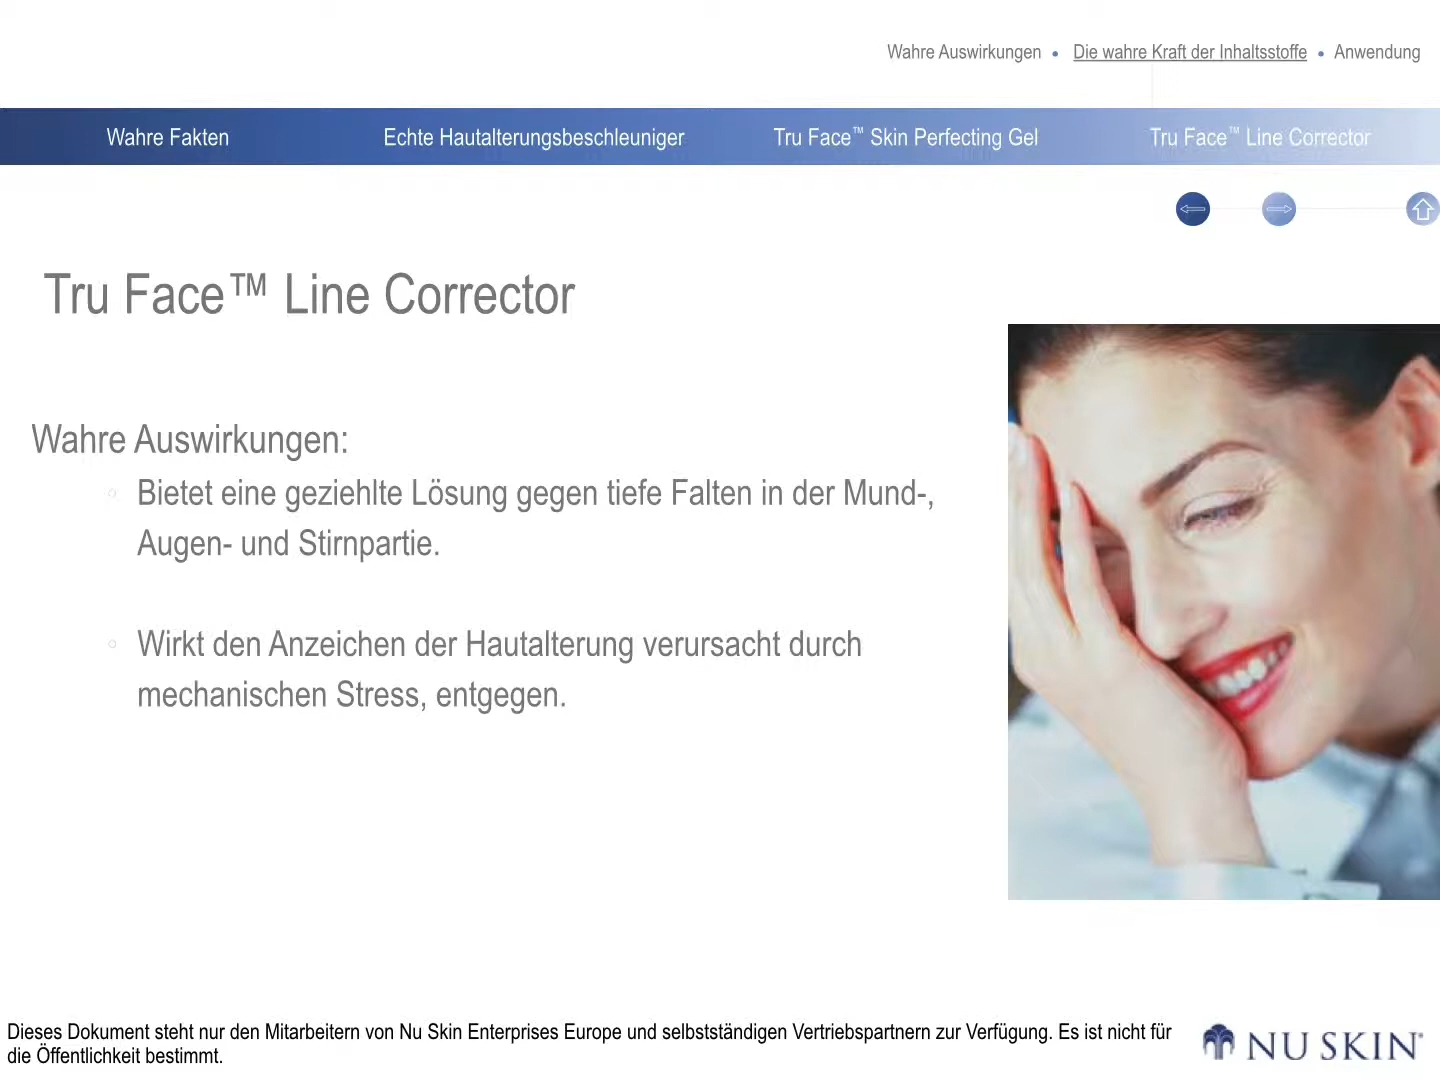 Wahre Auswirkungen • Die wahre Kraft der Inhaltsstoffe • Anwendung
Wahre Fakten Echte Hautalterungsbeschleuniger Tru Face™ Skin Perfecting Gel Tru Face™ Line Corrector
Tru Face™ Line Corrector
Wahre Auswirkungen:
◦ Bietet eine geziehlte Lösung gegen tiefe Falten in der Mund-,
Augen- und Stirnpartie.
◦ Wirkt den Anzeichen der Hautalterung verursacht durch
mechanischen Stress, entgegen.
Dieses Dokument steht nur den Mitarbeitern von Nu Skin Enterprises Europe und selbstständigen Vertriebspartnern zur Verfügung. Es ist nicht für
die Öffentlichkeit bestimmt.
NU SKIN®